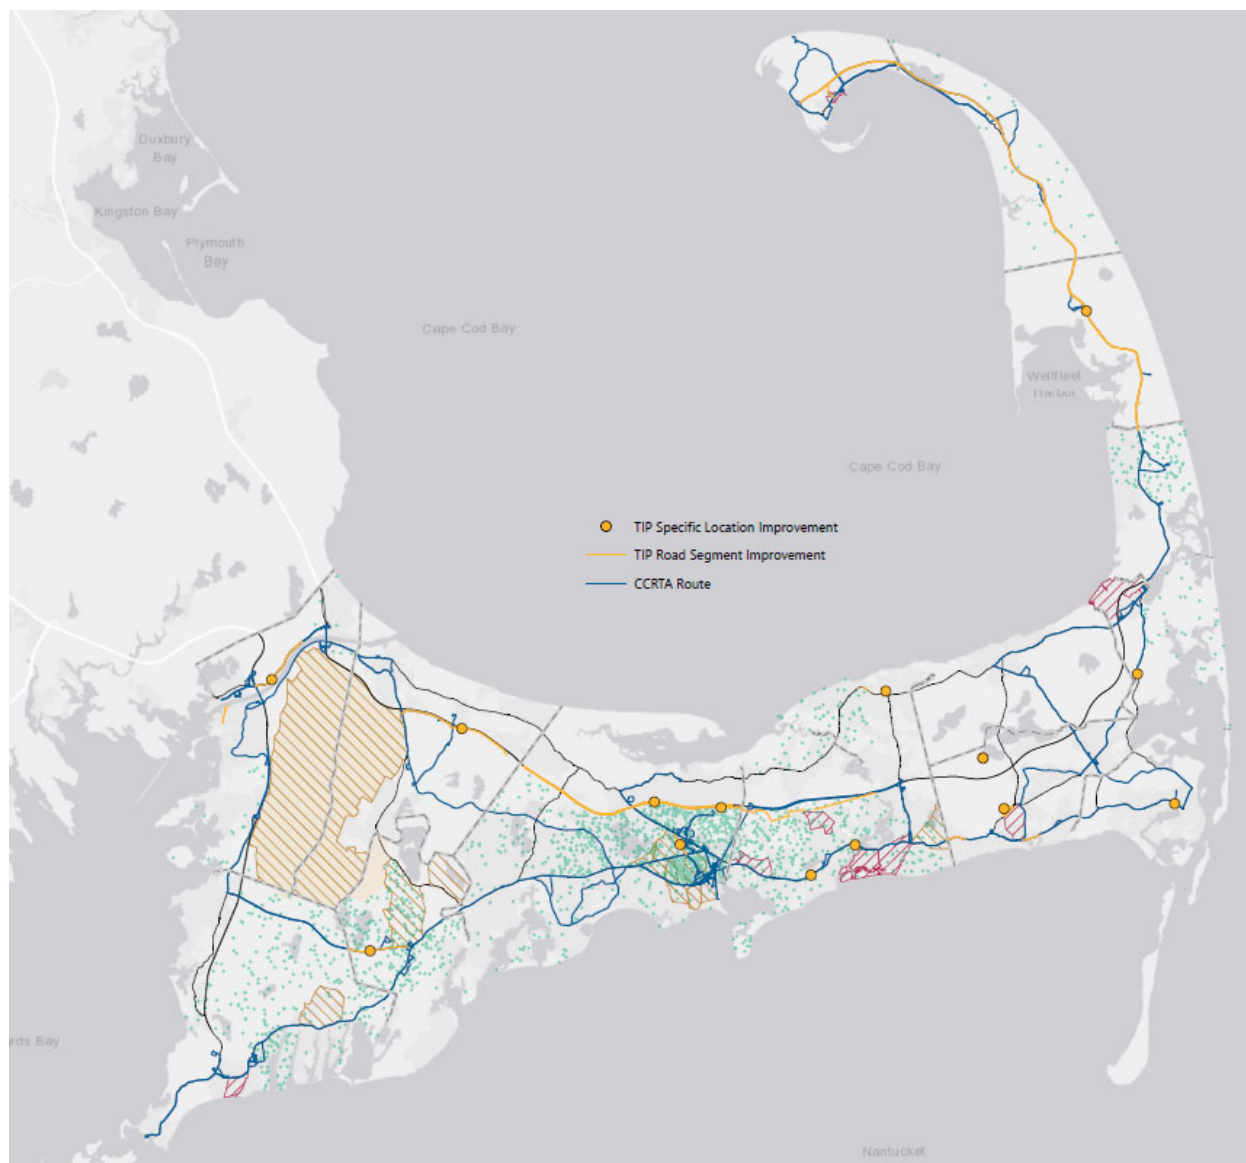 Duxbury
Bay
Kingston Bay
Plymouth
Bay
Cape Cod Bay
Wellfleet
Harbor
Cape Cod Bay
TIP Specific Location Improvement
TIP Road Segment Improvement
CCRTA Route
ards Bay
Nantucket